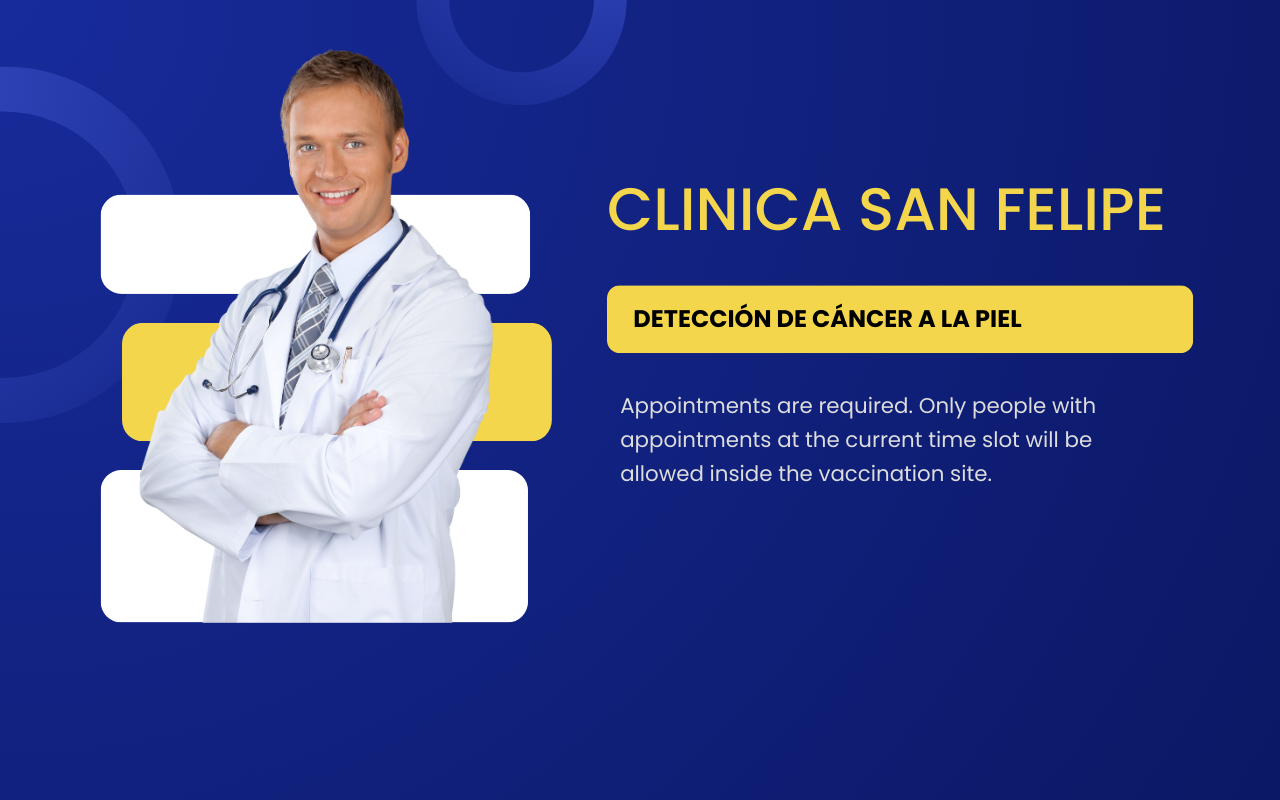 CLINICA SAN FELIPE
DETECCIÓN DE CÁNCER A LA PIEL
Appointments are required. Only people with
appointments at the current time slot will be
allowed inside the vaccination site.